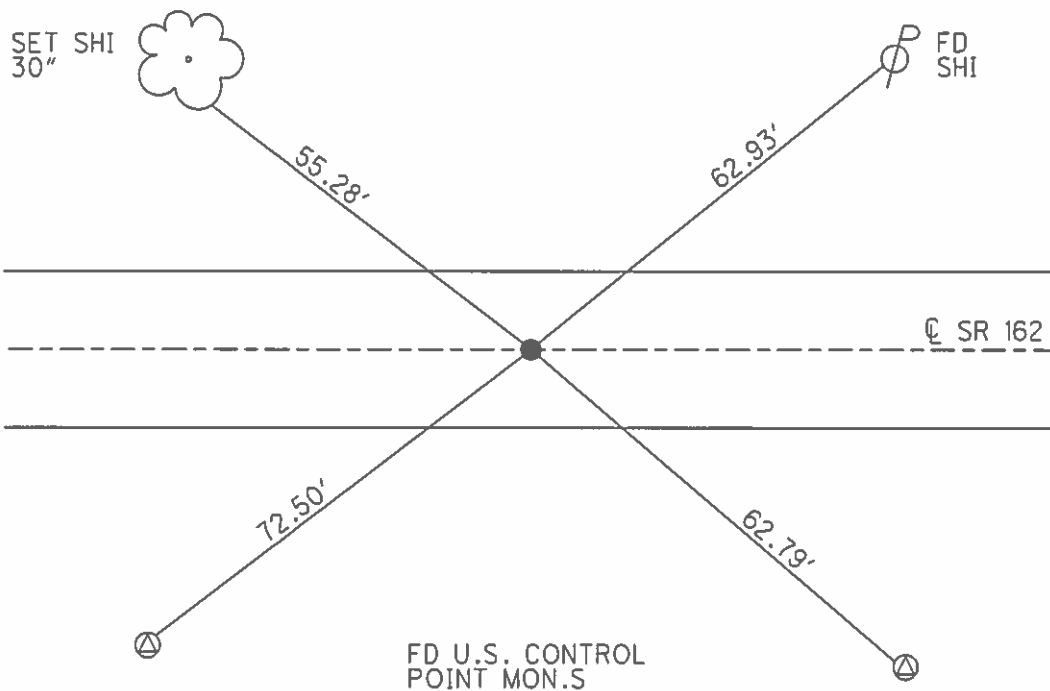 SET SHI
30"
FD
SHI
55.28'
62.93'
℄ SR 162
72.50'
62.79'
FD U.S. CONTROL
POINT MON.S